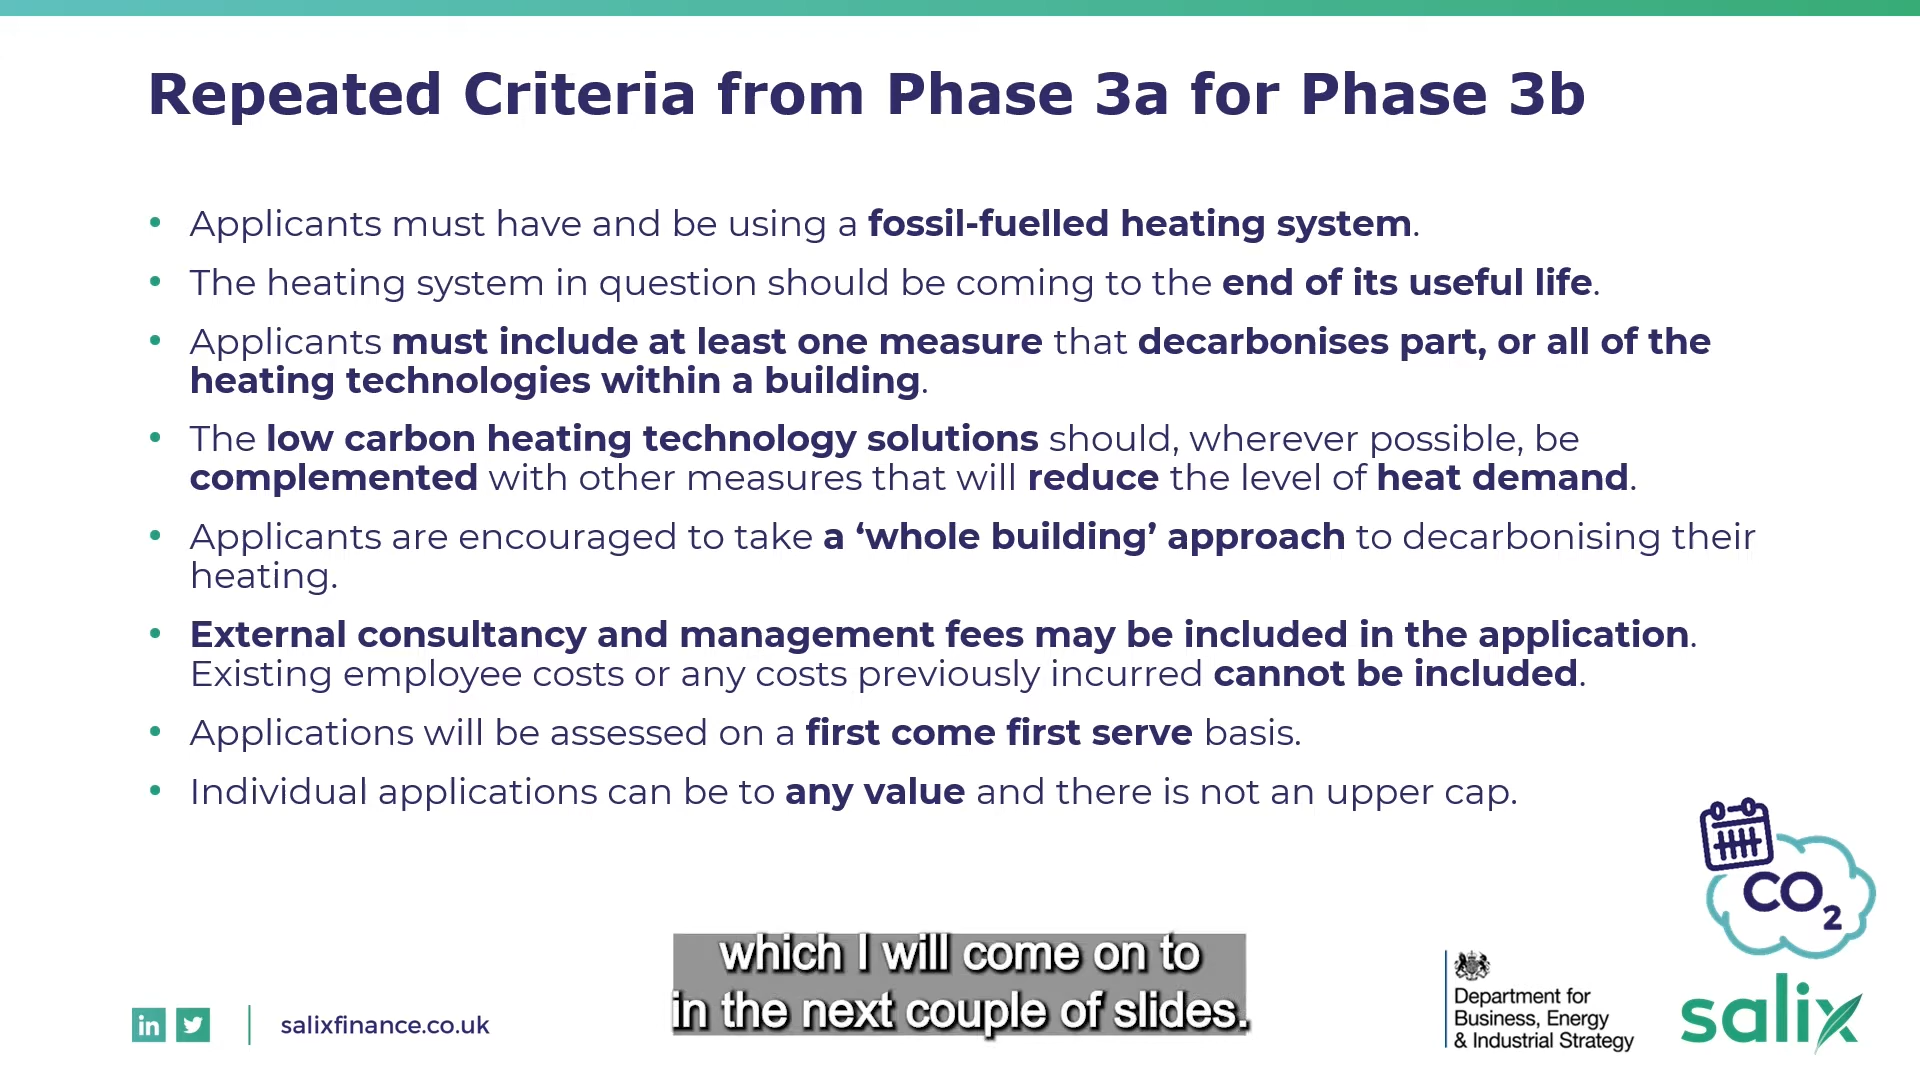 Repeated Criteria from Phase 3a for Phase 3b
• Applicants must have and be using a fossil-fuelled heating system.
• The heating system in question should be coming to the end of its useful life.
• Applicants must include at least one measure that decarbonises part, or all of the
heating technologies within a building.
• The low carbon heating technology solutions should, wherever possible, be
complemented with other measures that will reduce the level of heat demand.
• Applicants are encouraged to take a ‘whole building’ approach to decarbonising their
heating.
• External consultancy and management fees may be included in the application.
Existing employee costs or any costs previously incurred cannot be included.
• Applications will be assessed on a first come first serve basis.
• Individual applications can be to any value and there is not an upper cap.
CO2
which I will come on to
in the next couple of slides.
in
salixfinance.co.uk
Department for
Business, Energy
& Industrial Strategy
salix